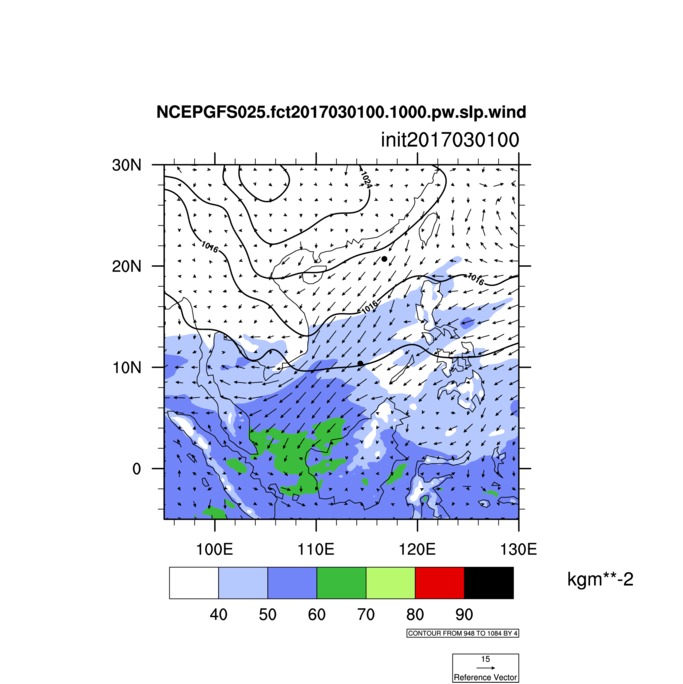 NCEPGFS025.fct2017030100.1000.pw.slp.wind
init2017030100
30N
1024
1016
20N
1016
1016
10N
0
100E 110E 120E 130E
kgm**-2
40 50 60 70 80 90
CONTOUR FROM 948 TO 1084 BY 4
15
Reference Vector